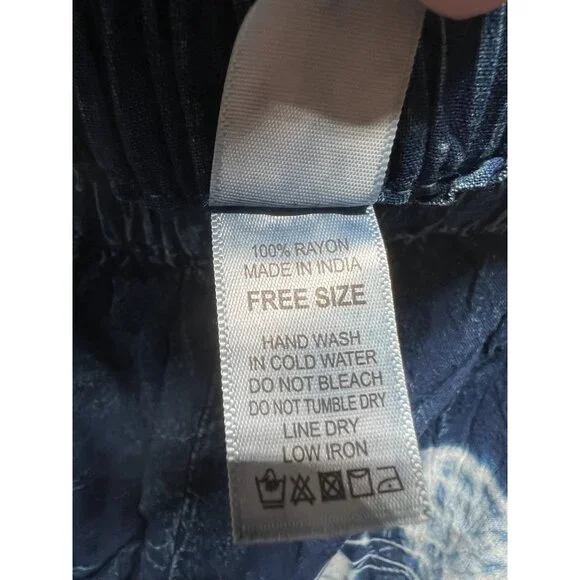 100% RAYON
MADE IN INDIA
FREE SIZE
HAND WASH
IN COLD WATER
DO NOT BLEACH
DO NOT TUMBLE DRY
LINE DRY
LOW IRON